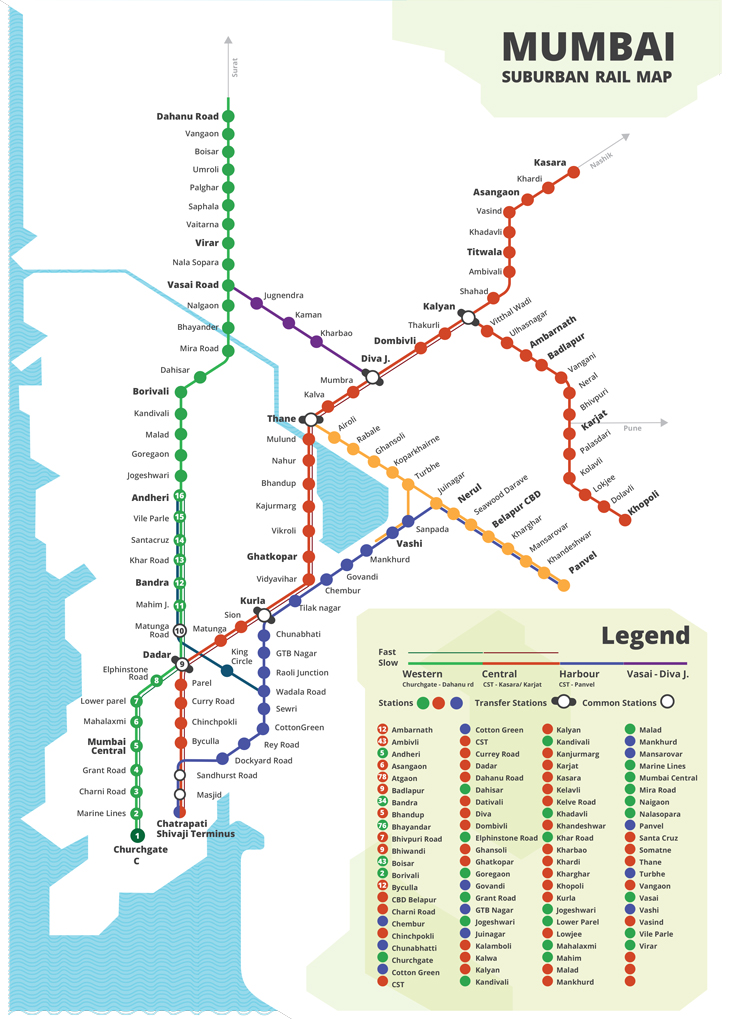 MUMBAI
SUBURBAN RAIL MAP
Surat
Dahanu Road
Vangaon
Boisar
Umroli
Palghar
Saphala
Vaitarna
Virar
Nala Sopara
Vasai Road
Nalgaon
Bhayander
Mira Road
Dahisar
Borivali
Kandivali
Malad
Goregaon
Jogeshwari
Andheri
16
Vile Parle
15
Santacruz
14
Khar Road
13
Bandra
12
Mahim J.
11
Matunga
Road
10
Dadar
9
Elphinstone
Road
8
Lower parel
7
Mahalaxmi
6
Mumbai
Central
5
Grant Road
4
Charni Road
3
Marine Lines
2
1
Churchgate
C
Jugnendra
Kaman
Kharbao
Nashik
Kasara
Khardi
Asangaon
Vasind
Khadavli
Titwala
Ambivali
Shahad
Kalyan
Thakurli
Dombivli
Diva J.
Mumbra
Kalva
Thane
Mulund
Nahur
Bhandup
Kajurmarg
Vikroli
Ghatkopar
Vidyavihar
Kurla
Sion
Matunga
Parel
Curry Road
Chinchpokli
Byculla
Sandhurst Road
Masjid
Chatrapati
Shivaji Terminus
Vitthal Wadi
Ulhasnagar
Ambarnath
Badlapur
Vangani
Neral
Bhivpuri
Karjat
Pune
Palasdari
Kolavli
Lokjee
Dolavli
Khopoli
Airoli
Rabale
Ghansoli
Koparkhairne
Turbhe
Juinagar
Nerul
Seawood Darave
Belapur CBD
Kharghar
Mansarovar
Khandeshwar
Panvel
Sanpada
Vashi
Mankhurd
Govandi
Chembur
Tilak nagar
Chunabhati
GTB Nagar
Raoli Junction
King
Circle
Wadala Road
Sewri
CottonGreen
Rey Road
Dockyard Road
Legend
Fast
Slow
Western
Churchgate - Dahanu rd
Central
CST - Kasara/ Karjat
Harbour
CST - Panvel
Vasai - Diva J.
Stations
Transfer Stations
Common Stations
12 Ambarnath
43 Ambivli
5 Andheri
6 Asangaon
78 Atgaon
9 Badlapur
34 Bandra
5 Bhandup
76 Bhayandar
7 Bhivpuri Road
9 Bhiwandi
43 Boisar
2 Borivali
12 Byculla
CBD Belapur
Charni Road
Chembur
Chinchpokli
Chunabhatti
Churchgate
Cotton Green
CST
Cotton Green
CST
Currey Road
Dadar
Dahanu Road
Dahisar
Dativali
Diva
Dombivli
Elphinstone Road
Ghansoli
Ghatkopar
Goregaon
Govandi
Grant Road
GTB Nagar
Jogeshwari
Juinagar
Kalamboli
Kalwa
Kalyan
Kandivali
Kalyan
Kandivali
Kanjurmarg
Karjat
Kasara
Kelavli
Kelve Road
Khadavli
Khandeshwar
Khar Road
Kharbao
Khardi
Kharghar
Khopoli
Kurla
Jogeshwari
Lower Parel
Lowjee
Mahalaxmi
Mahim
Malad
Mankhurd
Malad
Mankhurd
Mansarovar
Marine Lines
Mumbai Central
Mira Road
Naigaon
Nalasopara
Panvel
Santa Cruz
Somatne
Thane
Turbhe
Vangaon
Vasai
Vashi
Vasind
Vile Parle
Virar